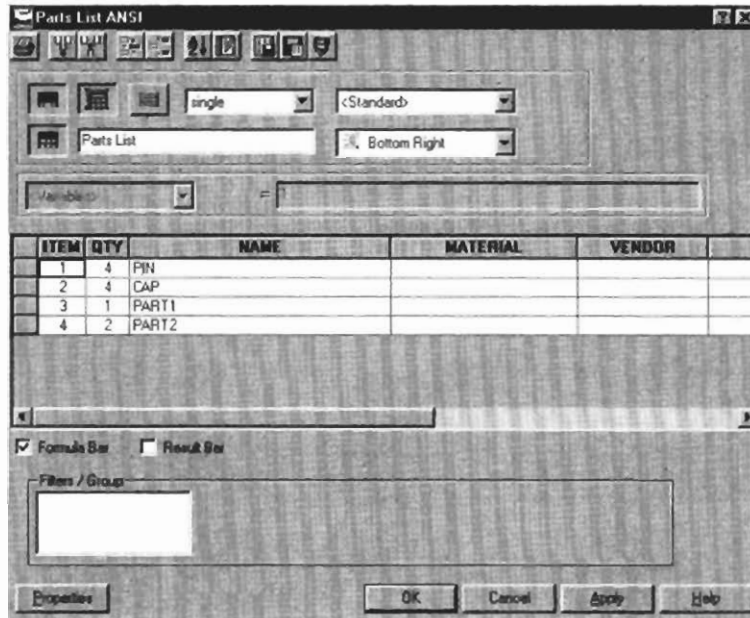 Parts List ANSI
single <Standard>
Parts List Bottom Right
<Variables> =
ITEM QTY NAME MATERIAL VENDOR
1 4 PIN
2 4 CAP
3 1 PART1
4 2 PART2
Formula Bar Result Bar
Filters / Group
Properties OK Cancel Apply Help